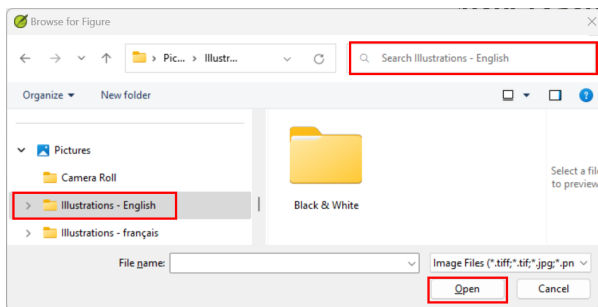 Browse for Figure
Pic... > Illustr...
Search Illustrations - English
Organize
New folder
Pictures
Camera Roll
Illustrations - English
Illustrations - français
Black & White
Select a file
to preview
File name:
Image Files (*.tiff;*.tif;*.jpg;*.pn
Open
Cancel